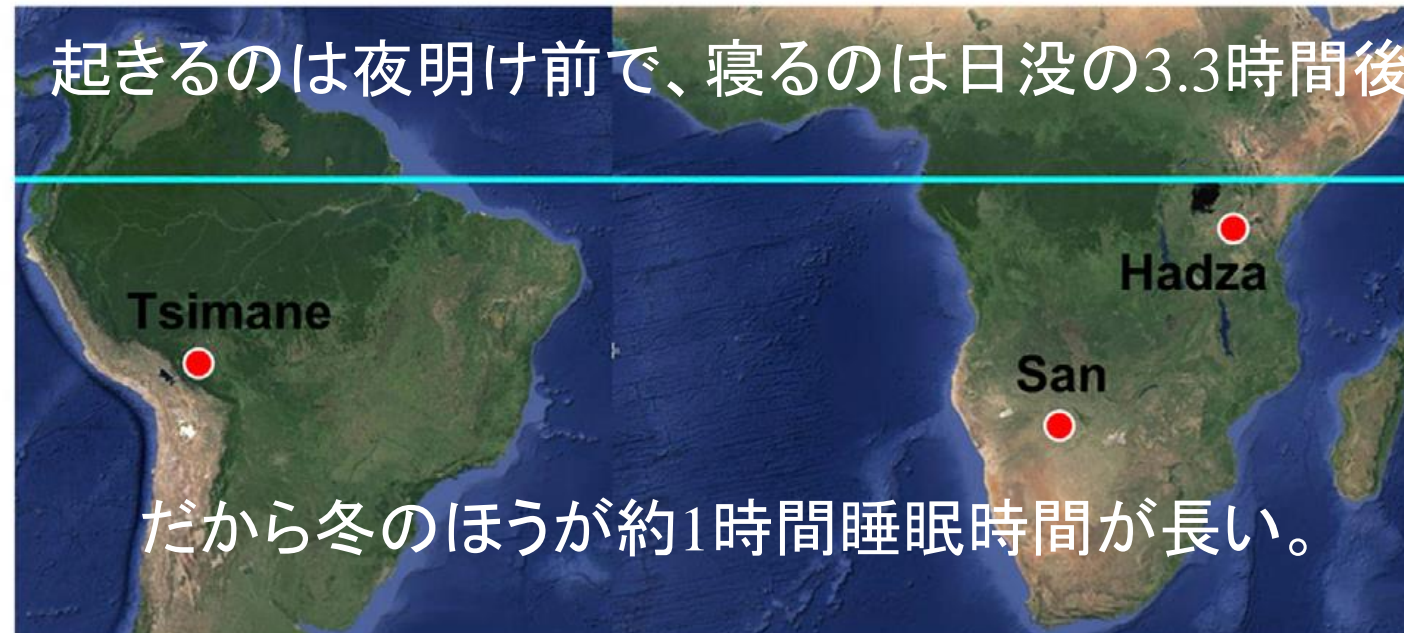 起きるのは夜明け前で、寝るのは日没の3.3時間後
Hadza
Tsimane
San
だから冬のほうが約1時間睡眠時間が長い。